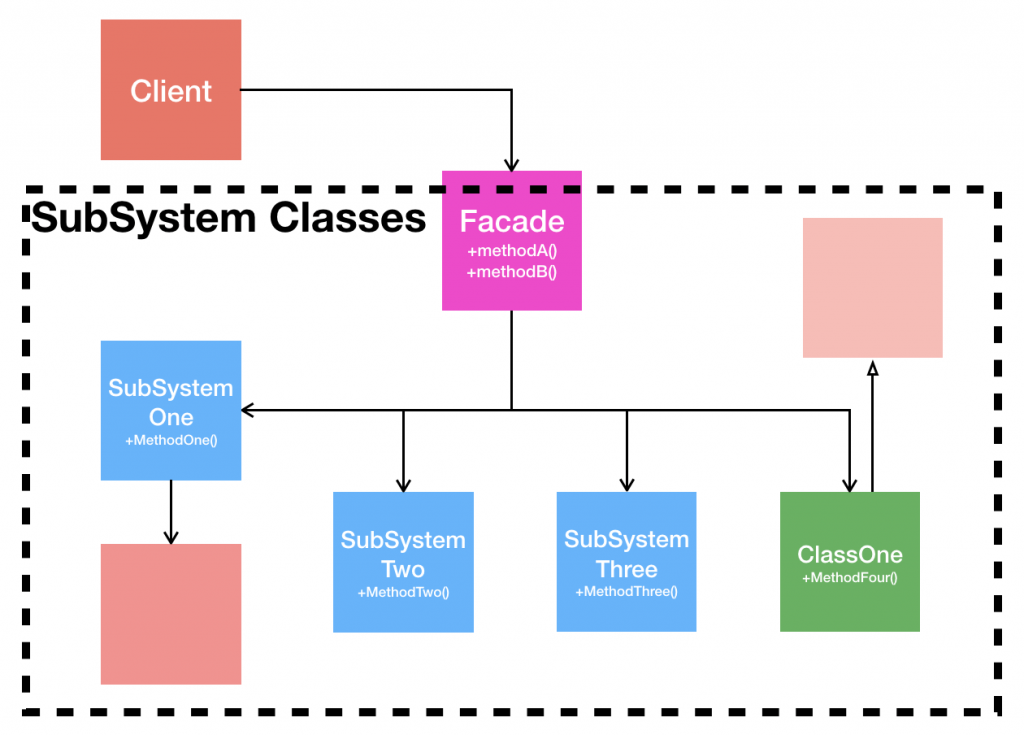 Client
SubSystem Classes
Facade
+methodA()
+methodB()
SubSystem
One
+MethodOne()
SubSystem
Two
+MethodTwo()
SubSystem
Three
+MethodThree()
ClassOne
+MethodFour()